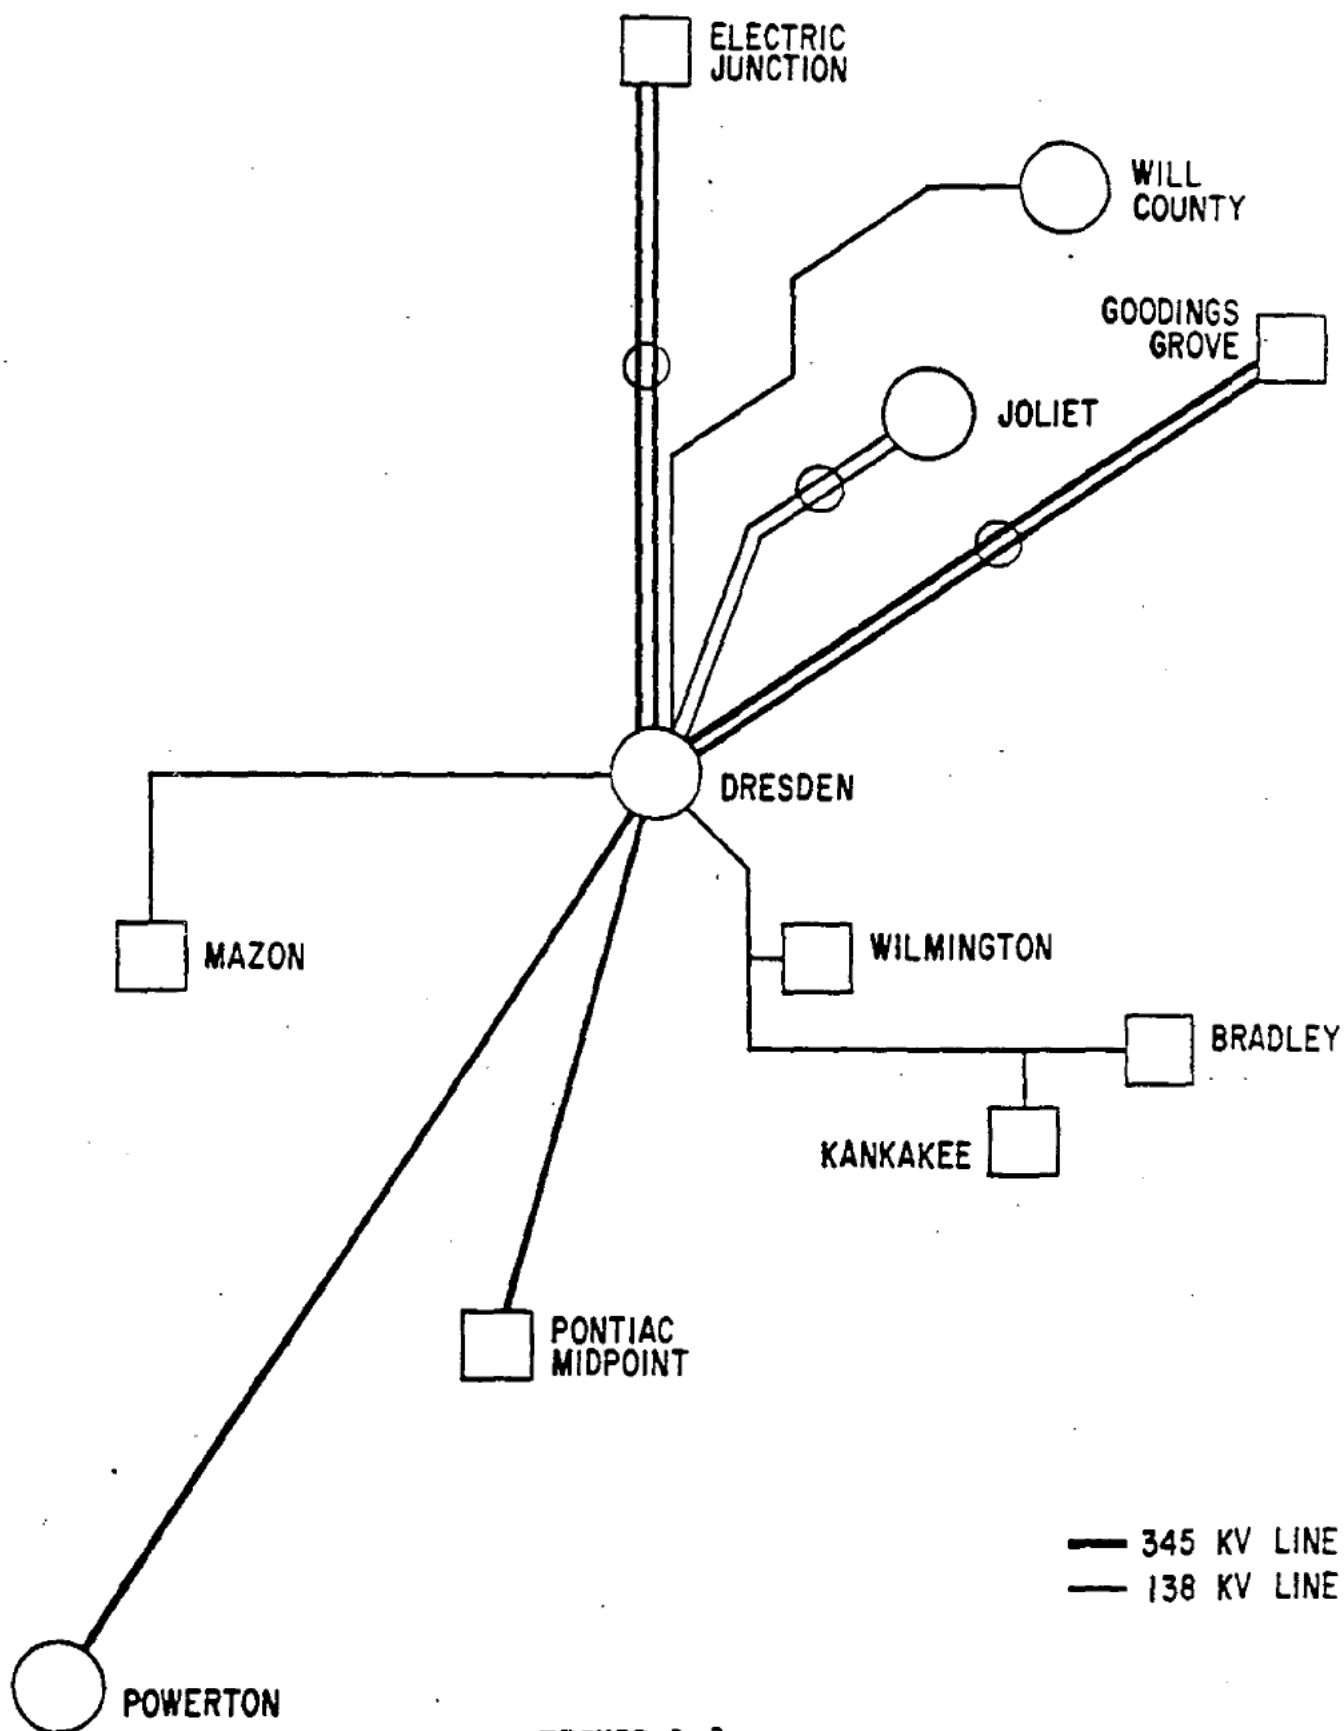 ELECTRIC
JUNCTION
WILL
COUNTY
GOODINGS
GROVE
JOLIET
DRESDEN
MAZON
WILMINGTON
BRADLEY
KANKAKEE
PONTIAC
MIDPOINT
345 KV LINE
138 KV LINE
POWERTON